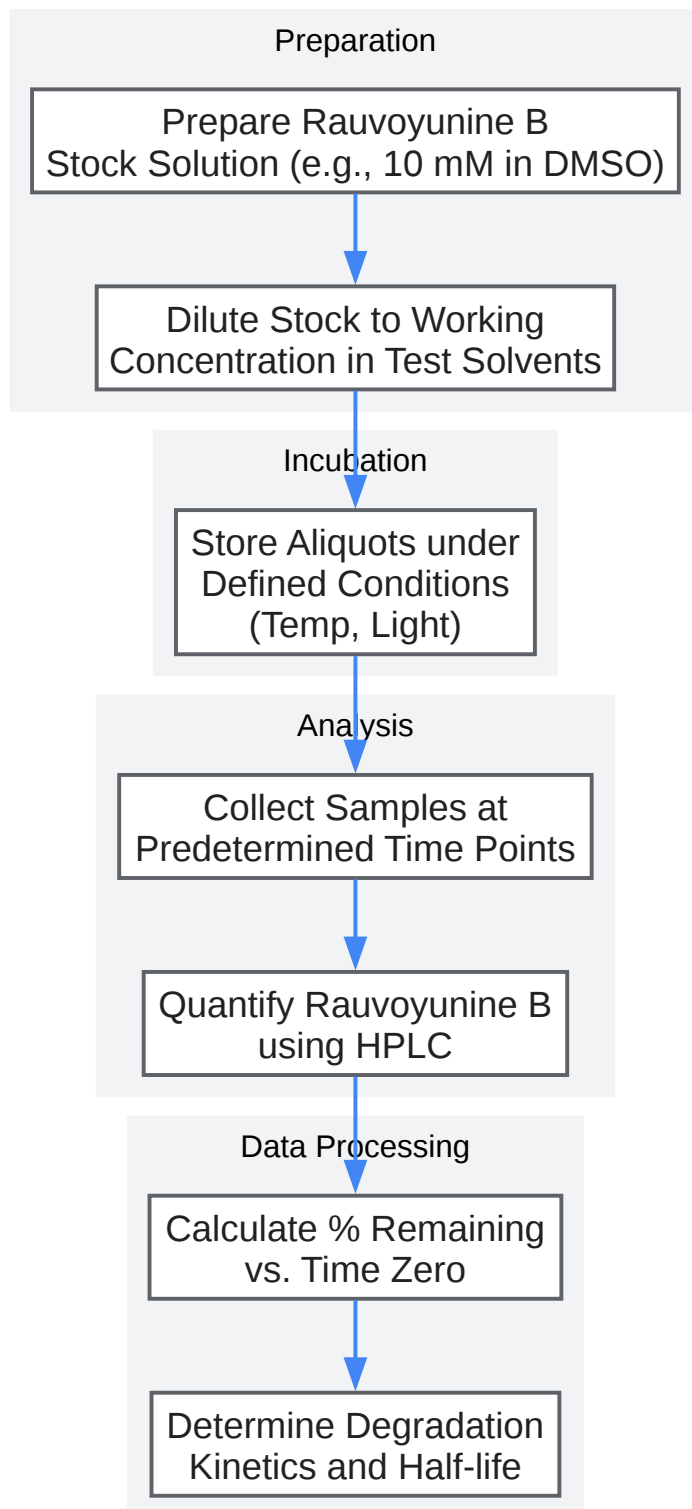 Preparation
Prepare Rauvoyunine B
Stock Solution (e.g., 10 mM in DMSO)
Dilute Stock to Working
Concentration in Test Solvents
Incubation
Store Aliquots under
Defined Conditions
(Temp, Light)
Analysis
Collect Samples at
Predetermined Time Points
Quantify Rauvoyunine B
using HPLC
Data Processing
Calculate % Remaining
vs. Time Zero
Determine Degradation
Kinetics and Half-life